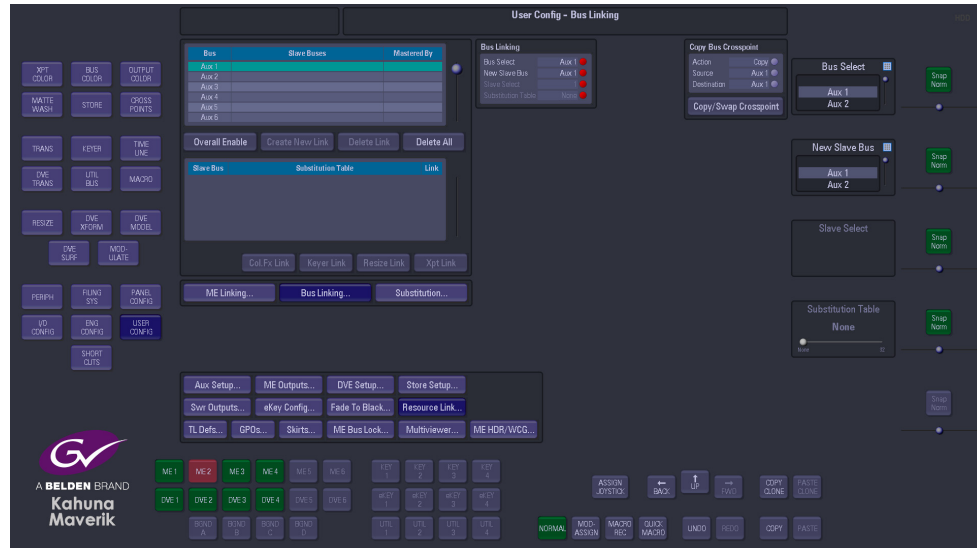 User Config - Bus Linking
HDR
XPT COLOR
BUS COLOR
OUTPUT COLOR
MATTE WASH
STORE
CROSS POINTS
TRANS
KEYER
TIME LINE
DVE TRANS
UTIL BUS
MACRO
RESIZE
DVE XFORM
DVE MODEL
DVE SURF
MOD- ULATE
PERIPH
FILING SYS
PANEL CONFIG
I/O CONFIG
ENG CONFIG
USER CONFIG
SHORT CUTS
Bus Slave Buses Mastered By
Aux 1
Aux 2
Aux 3
Aux 4
Aux 5
Aux 6
Overall Enable Create New Link Delete Link Delete All
Slave Bus Substitution Table Link
Col.Fx Link Keyer Link Resize Link Xpt Link
ME Linking... Bus Linking... Substitution...
Bus Linking
Bus Select Aux 1
New Slave Bus Aux 1
Slave Select 1
Substitution Table None
Copy Bus Crosspoint
Action Copy
Source Aux 1
Destination Aux 1
Copy/Swap Crosspoint
Bus Select
Aux 1
Aux 2
Snap Norm
New Slave Bus
Aux 1
Aux 2
Snap Norm
Slave Select
Snap Norm
Substitution Table
None
None 32
Snap Norm
Snap Norm
Aux Setup... ME Outputs... DVE Setup... Store Setup...
Swr Outputs... eKey Config... Fade To Black... Resource Link...
TL Defs... GPOs... Skirts... ME Bus Lock... Multiviewer... ME HDR/WCG...
GV
A BELDEN BRAND
Kahuna
Maverik
ME 1 ME 2 ME 3 ME 4 ME 5 ME 6 KEY 1 KEY 2 KEY 3 KEY 4
DVE 1 DVE 2 DVE 3 DVE 4 DVE 5 DVE 6 eKEY 1 eKEY 2 eKEY 3 eKEY 4
BGND A BGND B BGND C BGND D UTIL 1 UTIL 2 UTIL 3 UTIL 4
ASSIGN JOYSTICK
← BACK
↑ UP
→ FWD
COPY CLONE
PASTE CLONE
NORMAL
MOD- ASSIGN
MACRO REC
QUICK MACRO
UNDO
REDO
COPY
PASTE